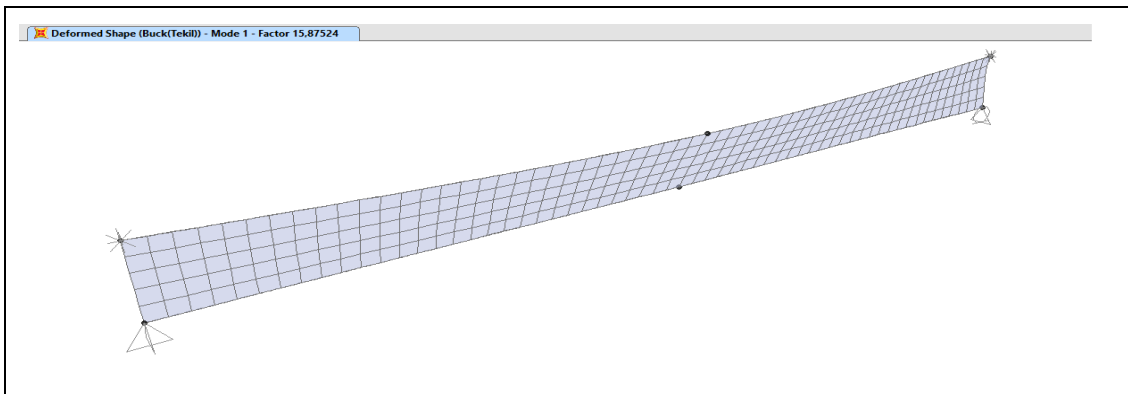 Deformed Shape (Buck(Tekil)) - Mode 1 - Factor 15,87524